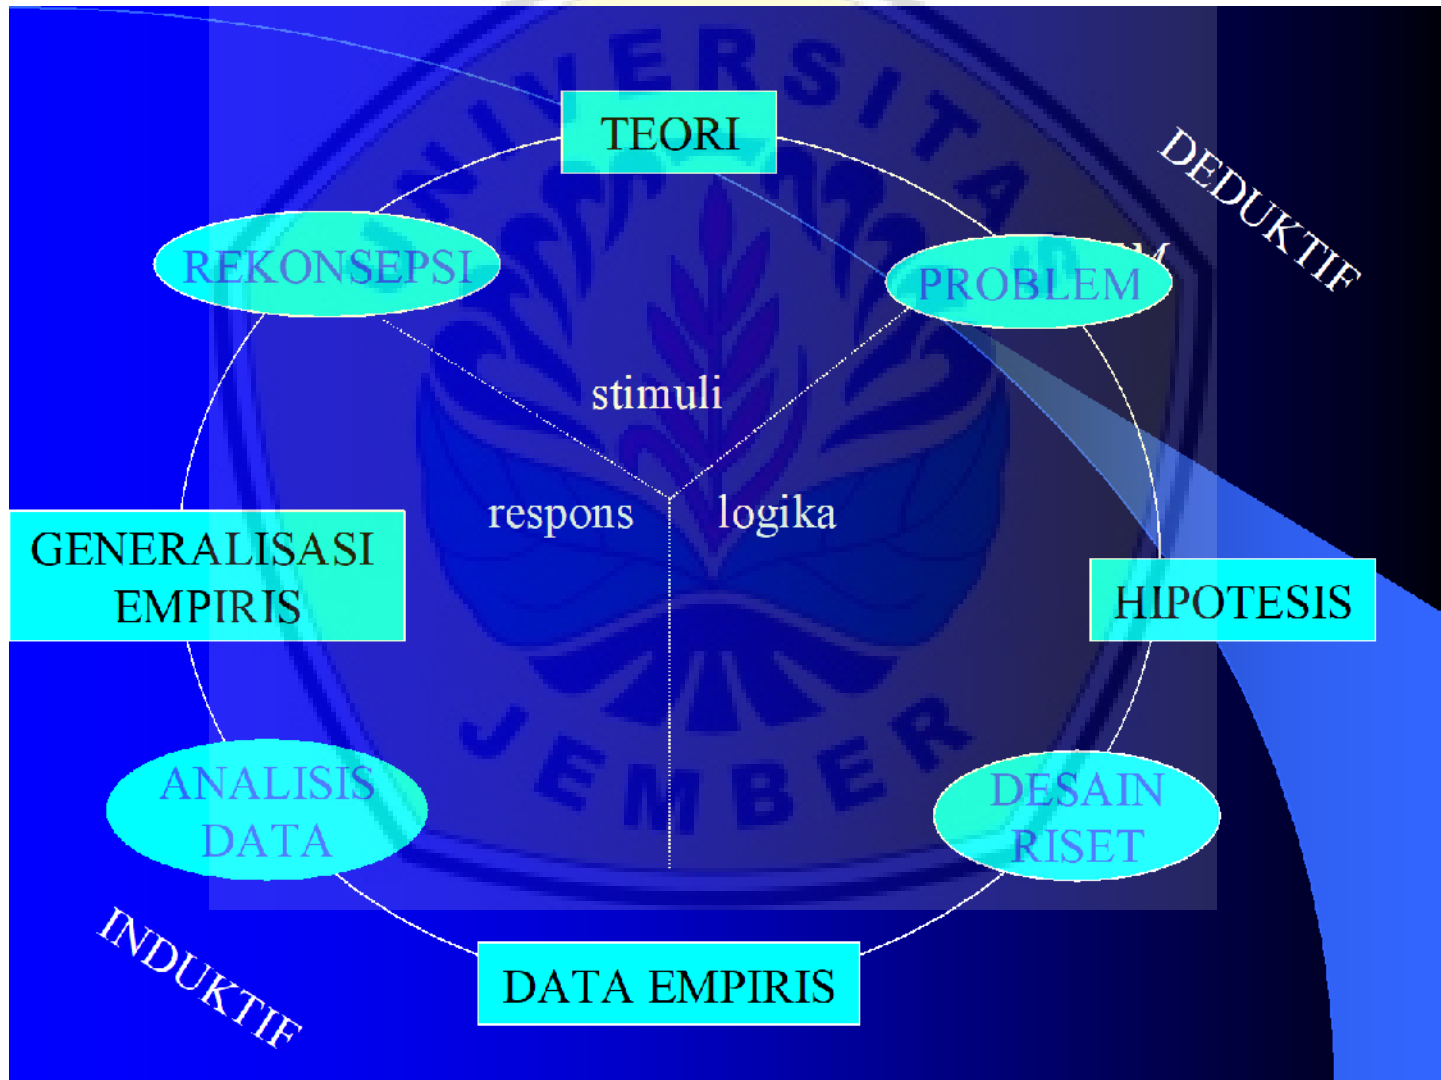 UNIVERSITAS
TEORI
DEDUKTIF
REKONSEPSI
PROBLEM
stimuli
respons
logika
GENERALISASI
EMPIRIS
HIPOTESIS
JEMBER
ANALISIS
DATA
DESAIN
RISET
INDUKTIF
DATA EMPIRIS